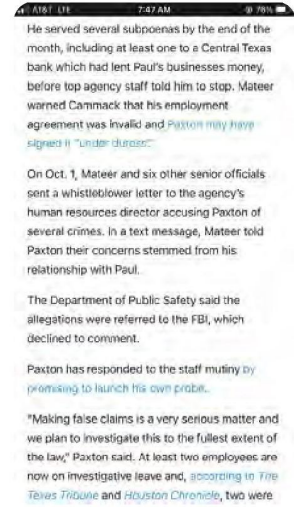 AT&T LTE 7:47 AM 76%
He served several subpoenas by the end of the
month, including at least one to a Central Texas
bank which had lent Paul's businesses money,
before top agency staff told him to stop. Mateer
warned Cammack that his employment
agreement was invalid and Paxton may have
signed it "under duress."
On Oct. 1, Mateer and six other senior officials
sent a whistleblower letter to the agency's
human resources director accusing Paxton of
several crimes. In a text message, Mateer told
Paxton their concerns stemmed from his
relationship with Paul.
The Department of Public Safety said the
allegations were referred to the FBI, which
declined to comment.
Paxton has responded to the staff mutiny by
promising to launch his own probe.
"Making false claims is a very serious matter and
we plan to investigate this to the fullest extent of
the law," Paxton said. At least two employees are
now on investigative leave and, according to The
Texas Tribune and Houston Chronicle, two were